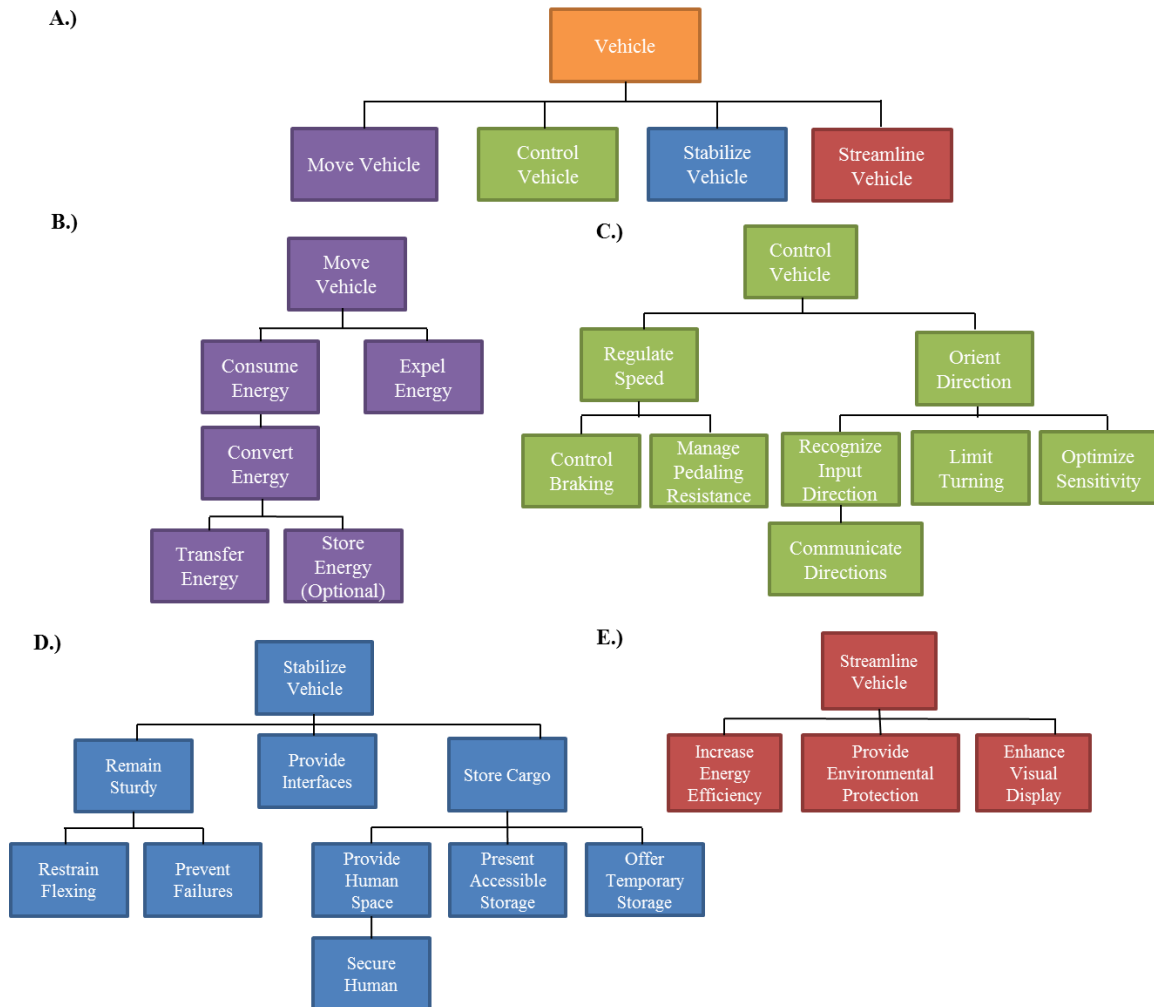 A.)
Vehicle
Move Vehicle
Control
Vehicle
Stabilize
Vehicle
Streamline
Vehicle
B.)
Move
Vehicle
Consume
Energy
Expel
Energy
Convert
Energy
Transfer
Energy
Store
Energy
(Optional)
C.)
Control
Vehicle
Regulate
Speed
Orient
Direction
Control
Braking
Manage
Pedaling
Resistance
Recognize
Input
Direction
Limit
Turning
Optimize
Sensitivity
Communicate
Directions
D.)
Stabilize
Vehicle
Remain
Sturdy
Provide
Interfaces
Store Cargo
Restrain
Flexing
Prevent
Failures
Provide
Human
Space
Present
Accessible
Storage
Offer
Temporary
Storage
Secure
Human
E.)
Streamline
Vehicle
Increase
Energy
Efficiency
Provide
Environmental
Protection
Enhance
Visual
Display